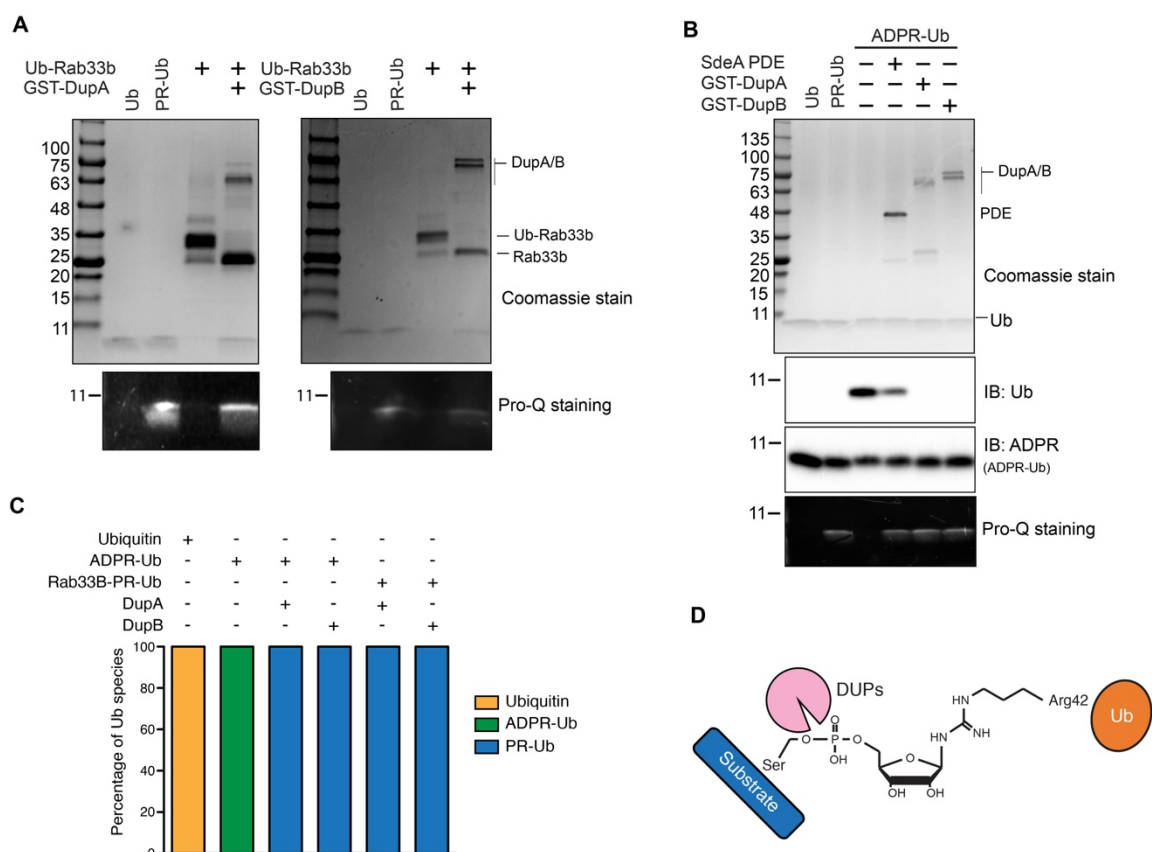 A
Ub-Rab33b + +
GST-DupA +
Ub
PR-Ub
100
75
63
48
35
25
20
15
11
11
Ub-Rab33b + +
GST-DupB +
Ub
PR-Ub
DupA/B
Ub-Rab33b
Rab33b
Coomassie stain
11
Pro-Q staining
B
ADPR-Ub
SdeA PDE – + – –
GST-DupA – – + –
GST-DupB – – – +
Ub
PR-Ub
135
100
75
63
48
35
25
20
15
11
DupA/B
PDE
Coomassie stain
Ub
11
IB: Ub
11
IB: ADPR
(ADPR-Ub)
11
Pro-Q staining
C
Ubiquitin + - - - - -
ADPR-Ub - + + + - -
Rab33B-PR-Ub - - - - + +
DupA - - + - + -
DupB - - - + - +
Percentage of Ub species
100
80
60
40
20
0
Ubiquitin
ADPR-Ub
PR-Ub
D
DUPs
Substrate
Ser
O
O
P
OH
O
O
OH
OH
HN
N
H
NH
Arg42
Ub